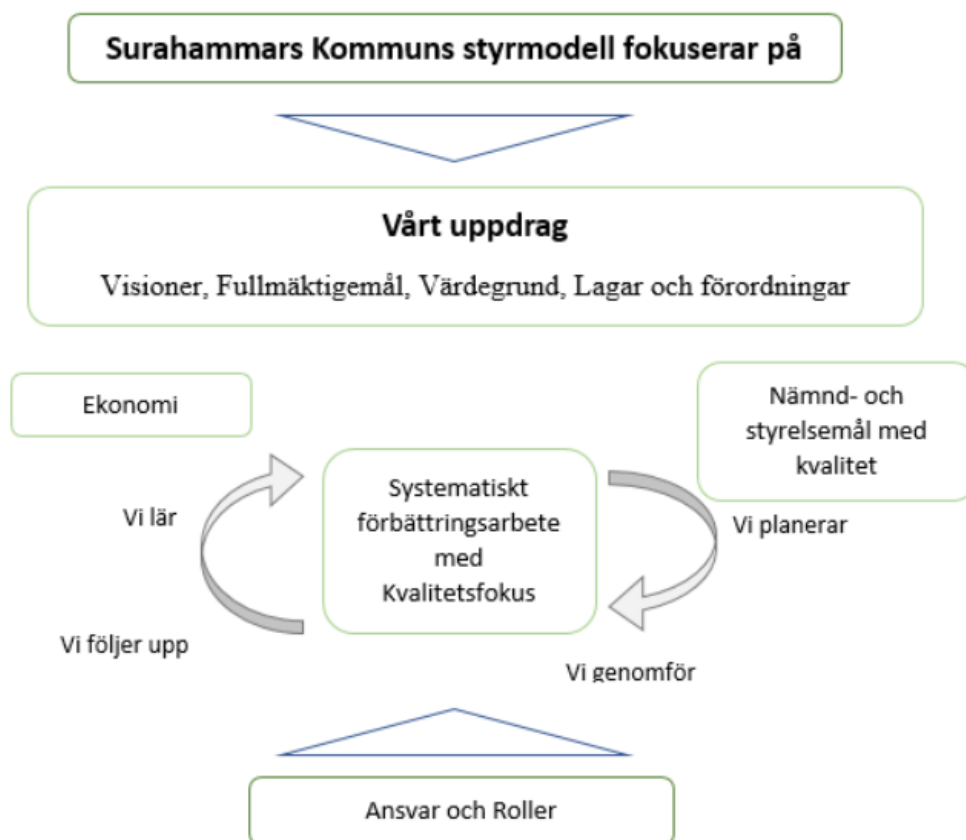 Surahammars Kommuns styrmodell fokuserar på
Vårt uppdrag
Visioner, Fullmäktigemål, Värdegrund, Lagar och förordningar
Ekonomi
Nämnd- och
styrelsemål med
kvalitet
Systematiskt
förbättringsarbete
med
Kvalitetsfokus
Vi lär
Vi planerar
Vi följer upp
Vi genomför
Ansvar och Roller